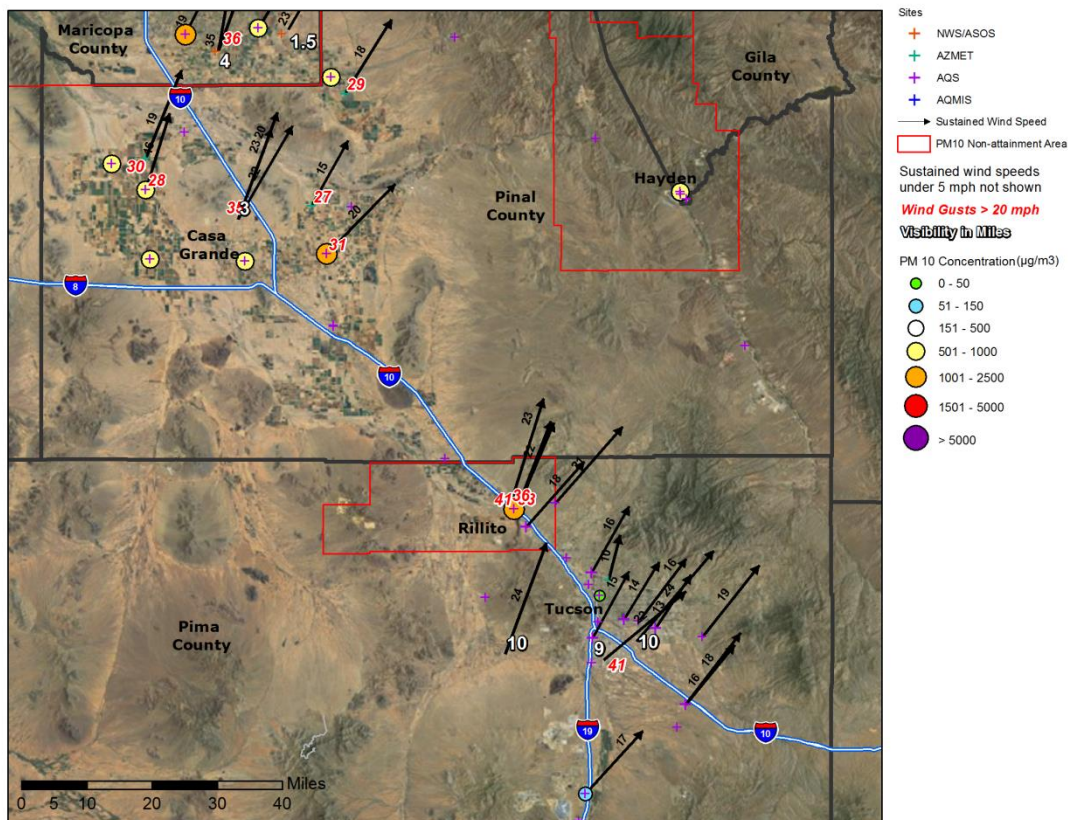 Maricopa
County
19
35
36
4
23
1.5
18
29
10
Gila
County
19
16
30
28
20
23
22
35
3
15
27
20
31
Casa
Grande
Pinal
County
Hayden
8
10
23
22
41
36
33
18
21
Rillito
16
10
15
14
16
24
13
22
19
24
Tucson
10
9
10
41
18
16
Pima
County
19
10
17
0 5 10 20 30 40
Miles
Sites
NWS/ASOS
AZMET
AQS
AQMIS
Sustained Wind Speed
PM10 Non-attainment Area
Sustained wind speeds
under 5 mph not shown
Wind Gusts > 20 mph
Visibility in Miles
PM 10 Concentration (µg/m3)
0 - 50
51 - 150
151 - 500
501 - 1000
1001 - 2500
1501 - 5000
> 5000